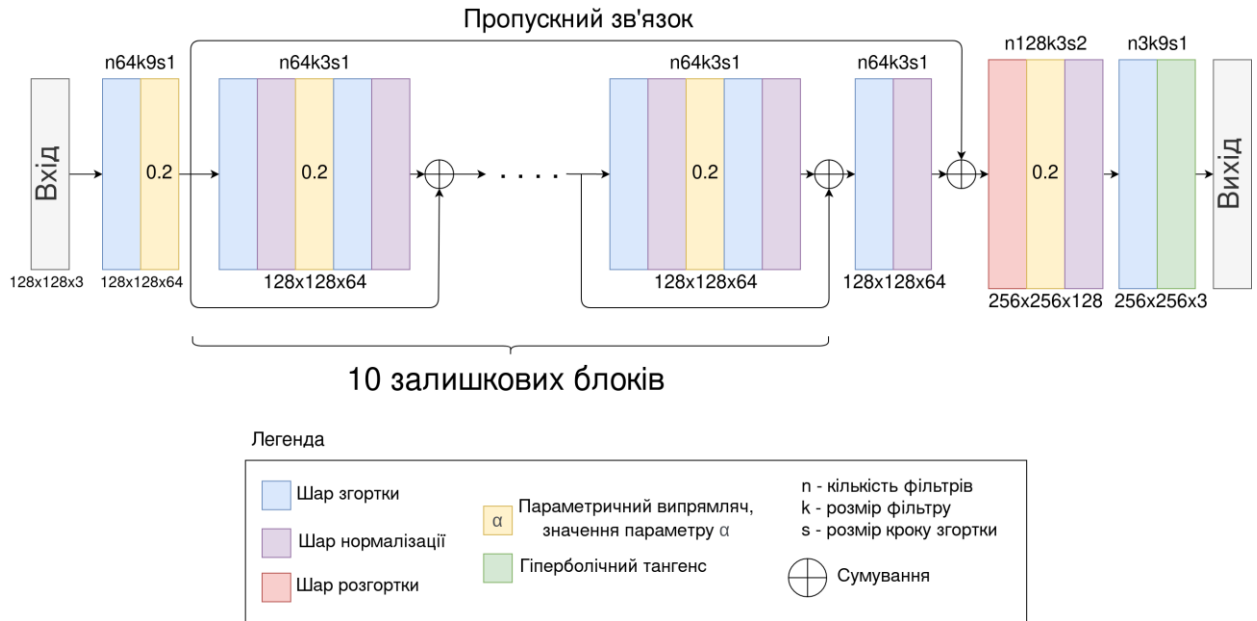 Пропускний зв'язок
n64k9s1
n64k3s1
n64k3s1
n64k3s1
n128k3s2
n3k9s1
Вхід
0.2
0.2
. . . .
0.2
0.2
Вихід
128x128x3
128x128x64
128x128x64
128x128x64
128x128x64
256x256x128
256x256x3
10 залишкових блоків
Легенда
Шар згортки
Шар нормалізації
Шар розгортки
α
Параметричний випрямляч,
значення параметру α
Гіперболічний тангенс
n - кількість фільтрів
k - розмір фільтру
s - розмір кроку згортки
Сумування